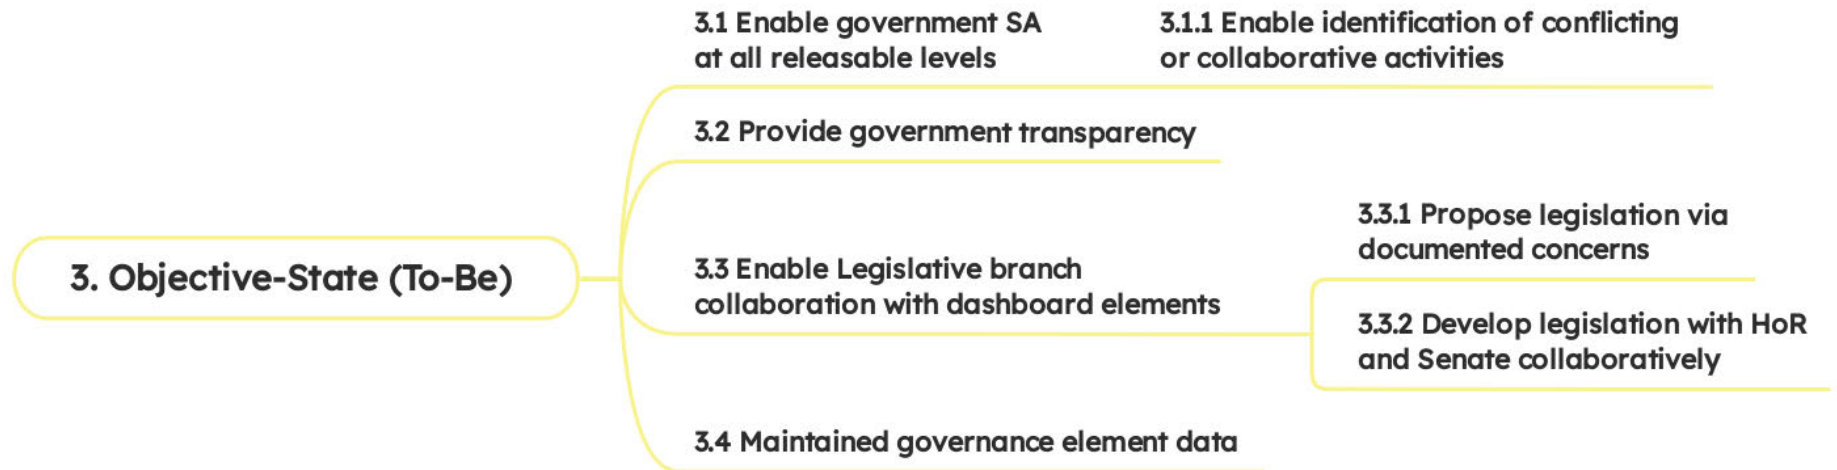 3. Objective-State (To-Be)
3.1 Enable government SA
at all releasable levels
3.1.1 Enable identification of conflicting
or collaborative activities
3.2 Provide government transparency
3.3 Enable Legislative branch
collaboration with dashboard elements
3.3.1 Propose legislation via
documented concerns
3.3.2 Develop legislation with HoR
and Senate collaboratively
3.4 Maintained governance element data